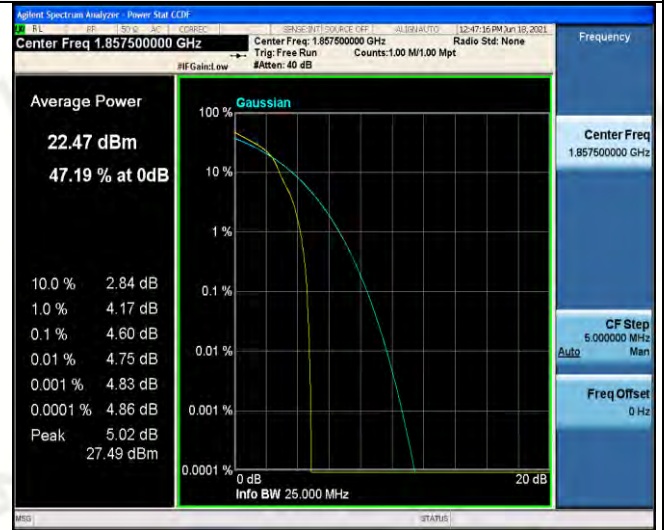 Agilent Spectrum Analyzer - Power Stat CCDF
RL RF 50 Ω AC CORREC SENSE:INT SOURCE OFF ALIGNAUTO 12:47:16 PM Jun 18, 2021
Center Freq 1.857500000 GHz
Center Freq: 1.857500000 GHz Radio Std: None
Trig: Free Run Counts:1.00 M/1.00 Mpt
#IFGain:Low #Atten: 40 dB
Frequency
Average Power
22.47 dBm
47.19 % at 0dB
10.0 % 2.84 dB
1.0 % 4.17 dB
0.1 % 4.60 dB
0.01 % 4.75 dB
0.001 % 4.83 dB
0.0001 % 4.86 dB
Peak 5.02 dB
27.49 dBm
Gaussian
100 %
10 %
1 %
0.1 %
0.01 %
0.001 %
0.0001 %
0 dB 20 dB
Info BW 25.000 MHz
Center Freq
1.857500000 GHz
CF Step
5.000000 MHz
Auto Man
Freq Offset
0 Hz
MSG STATUS